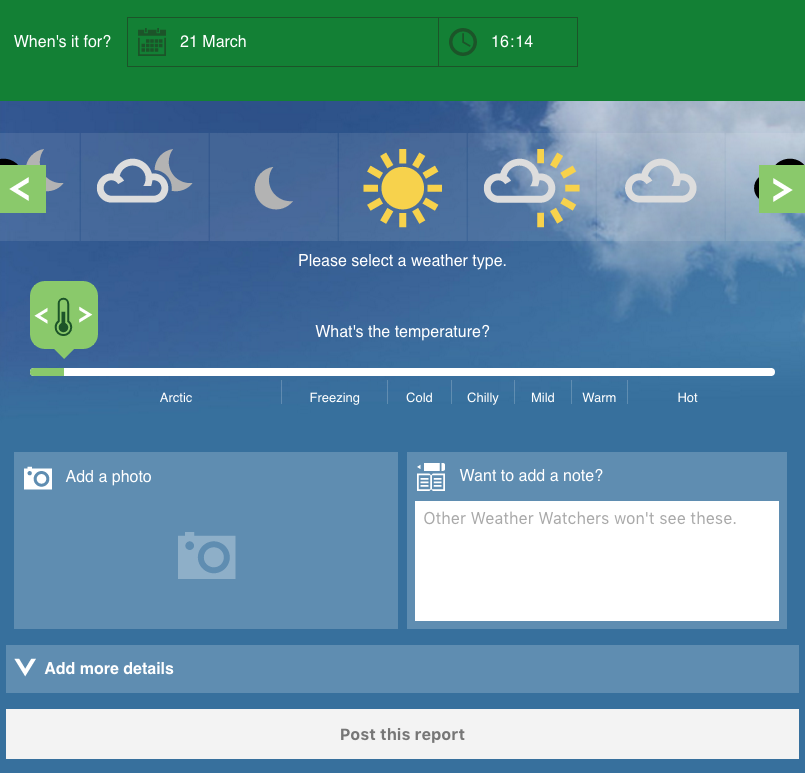 When's it for? 21 March 16:14
Please select a weather type.
What's the temperature?
Arctic Freezing Cold Chilly Mild Warm Hot
Add a photo
Want to add a note?
Other Weather Watchers won't see these.
Add more details
Post this report